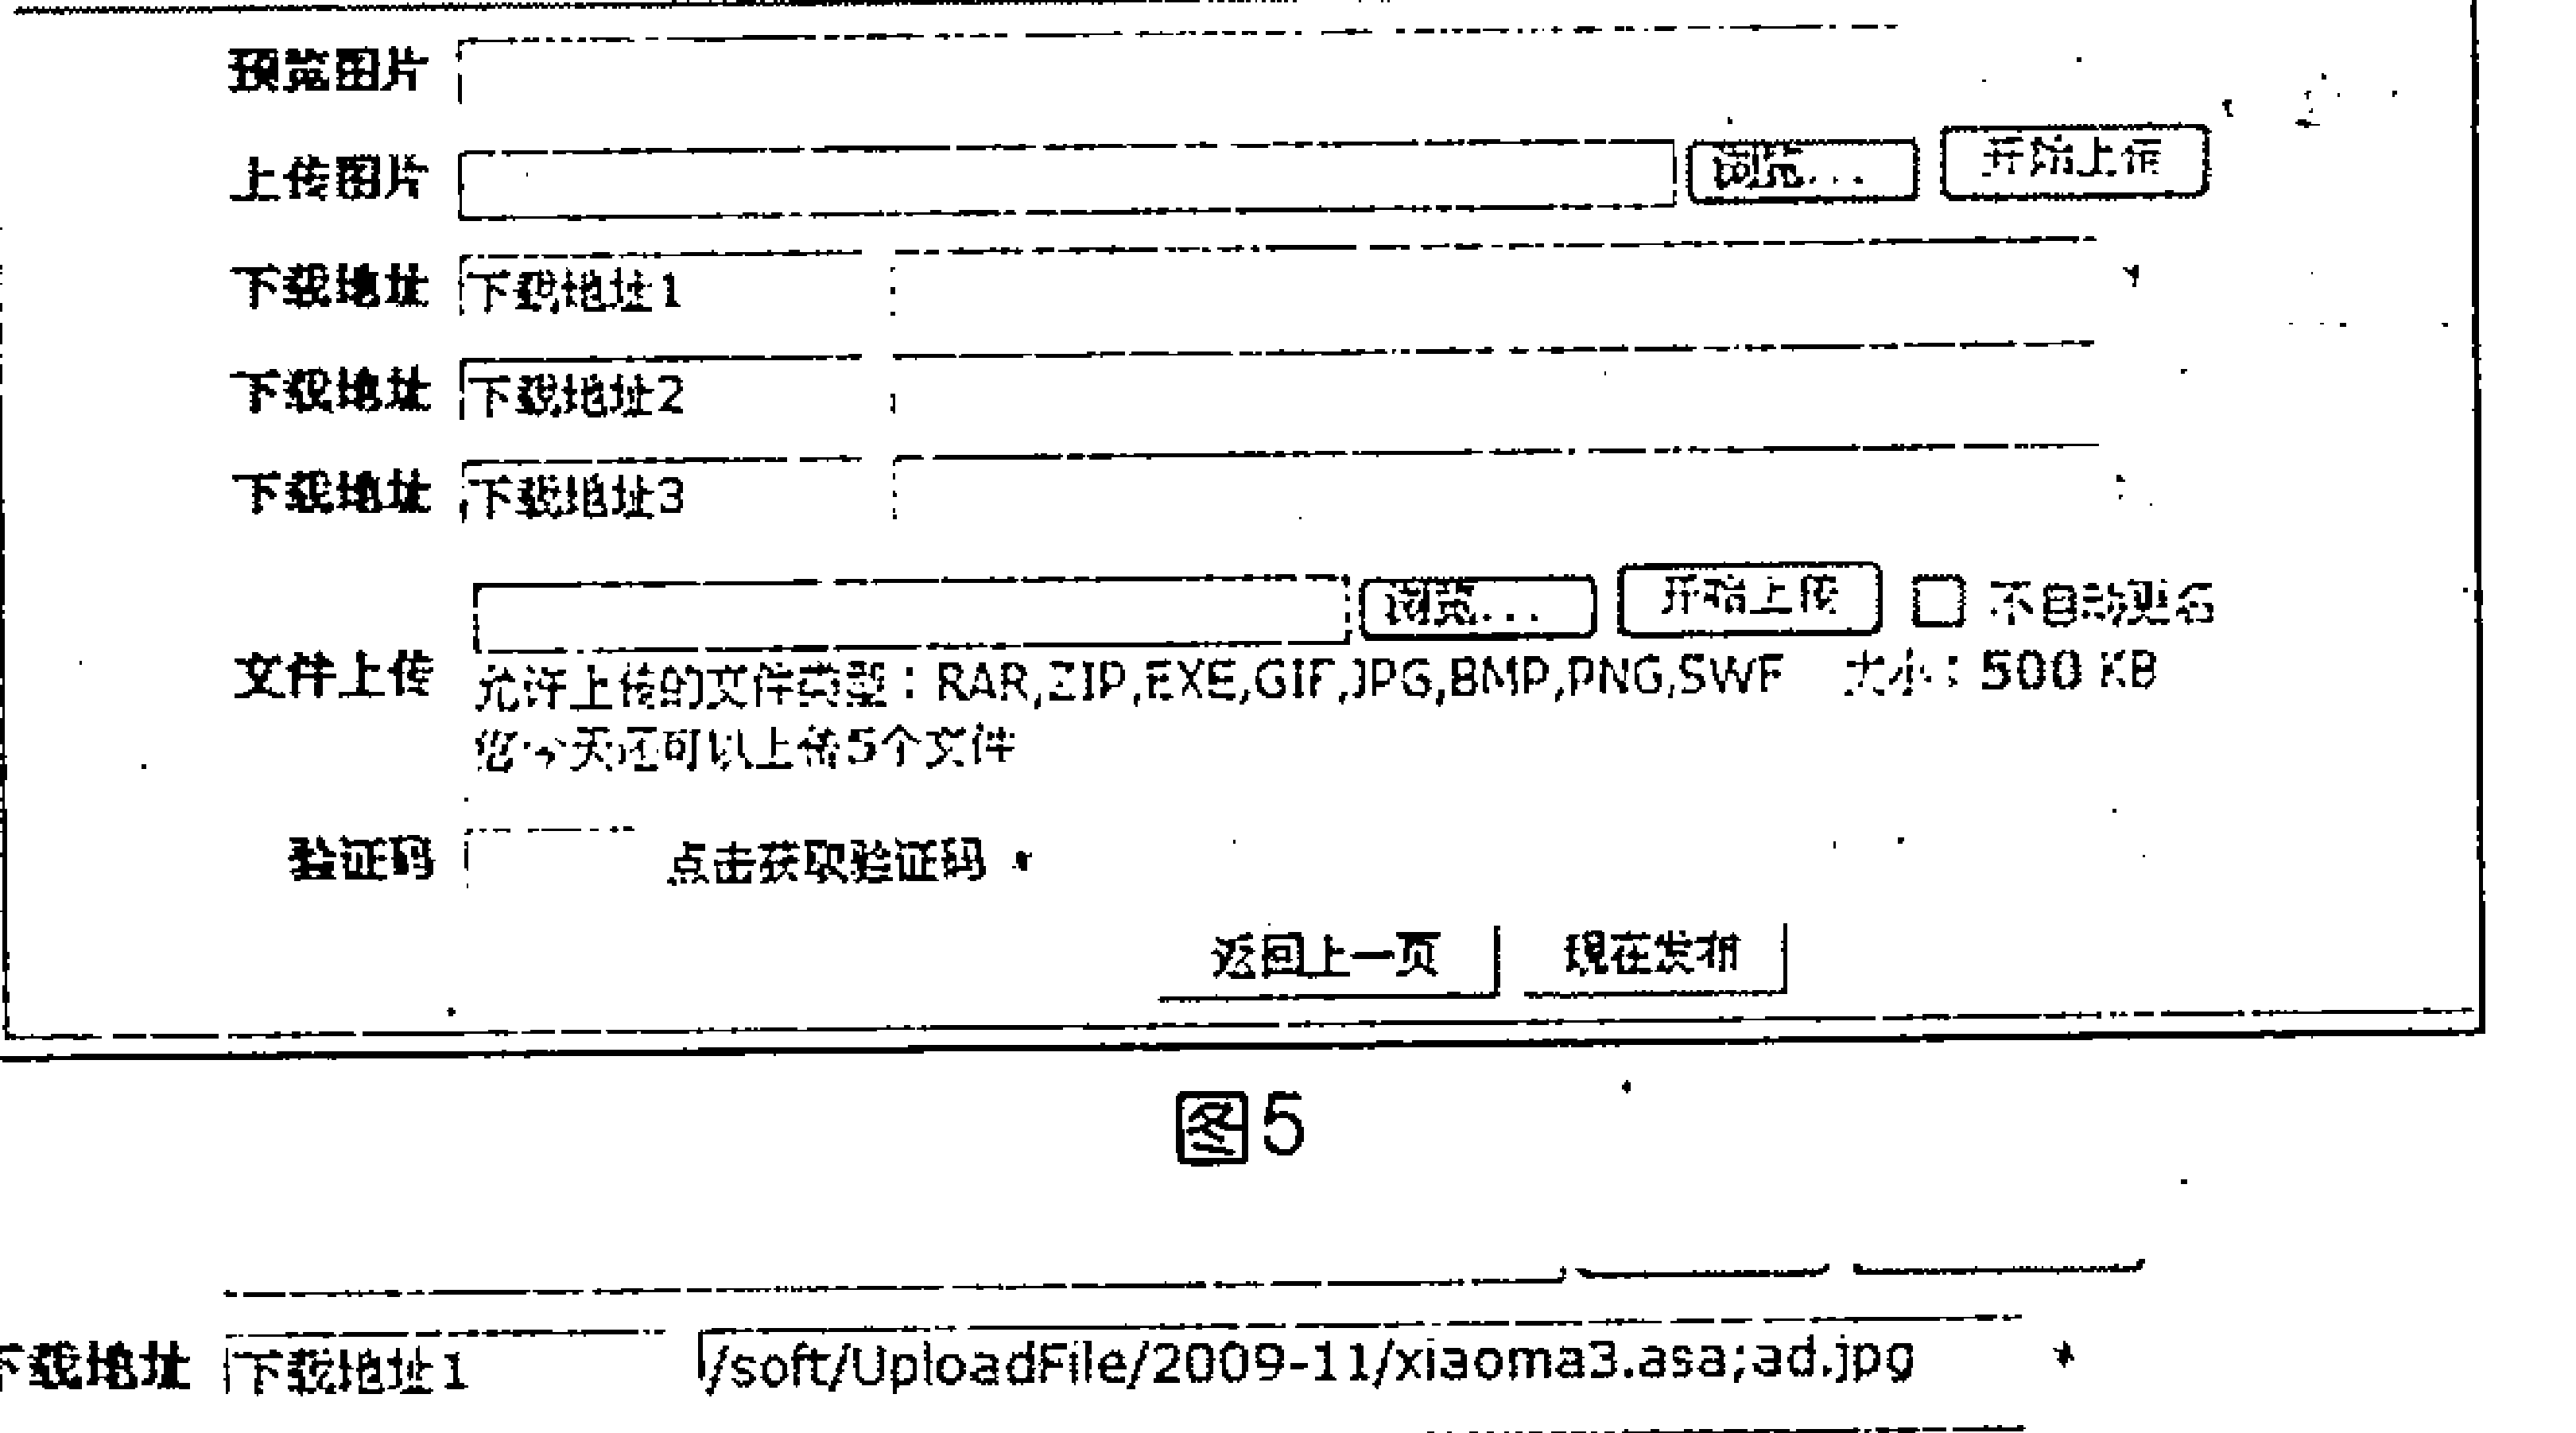 预览图片
上传图片 浏览... 开始上传
下载地址 下载地址1
下载地址 下载地址2
下载地址 下载地址3
浏览... 开始上传 不自动更名
文件上传 允许上传的文件类型：RAR,ZIP,EXE,GIF,JPG,BMP,PNG,SWF 大小：500 KB
您今天还可以上传5个文件
验证码 点击获取验证码 *
返回上一页 现在发布
图5
下载地址 下载地址1 /soft/UploadFile/2009-11/xiaoma3.asa;ad.jpg *